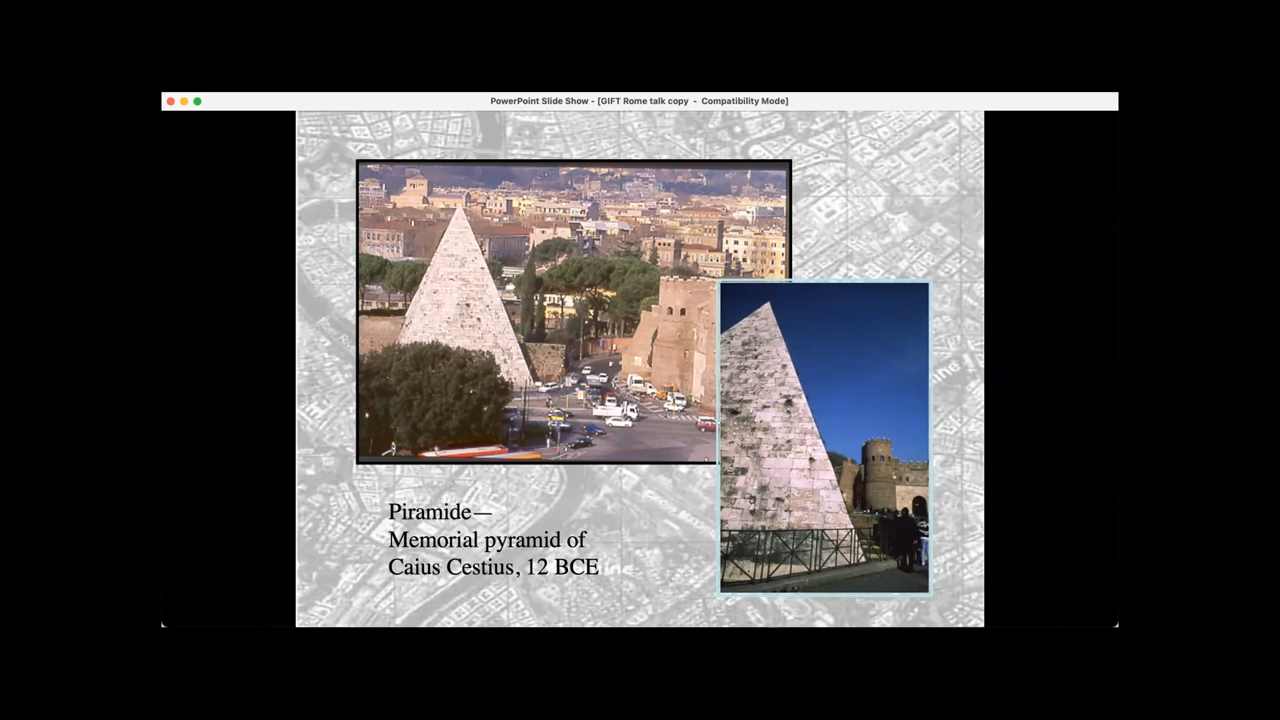 PowerPoint Slide Show - [GIFT Rome talk copy - Compatibility Mode]
Piramide—
Memorial pyramid of
Caius Cestius, 12 BCE